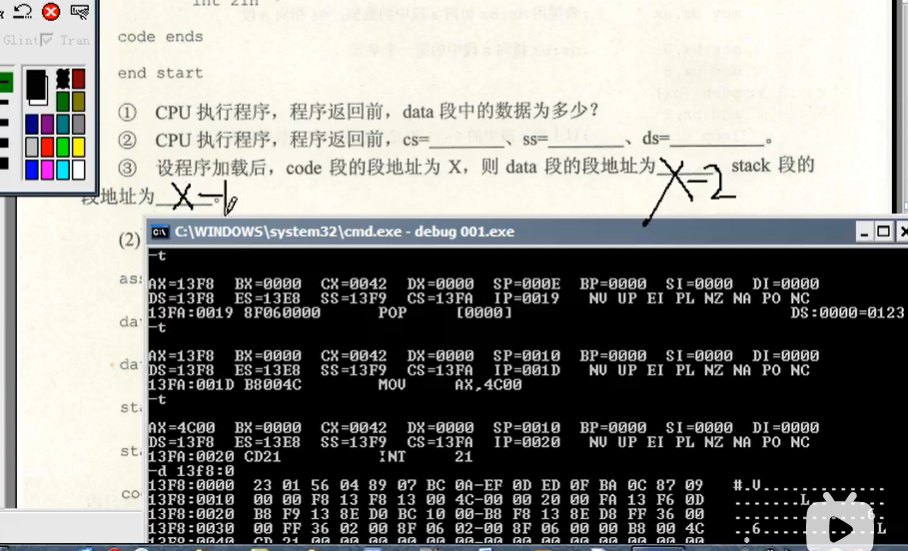 Glint Tran
int 21h
code ends
end start
① CPU 执行程序，程序返回前，data 段中的数据为多少？
② CPU 执行程序，程序返回前，cs=______、ss=______、ds=______。
③ 设程序加载后，code 段的段地址为 X，则 data 段的段地址为 X-2 stack 段的
段地址为 X-1。
(2)
C:\WINDOWS\system32\cmd.exe - debug 001.exe
-t
AX=13F8 BX=0000 CX=0042 DX=0000 SP=000E BP=0000 SI=0000 DI=0000
DS=13F8 ES=13E8 SS=13F9 CS=13FA IP=0019 NV UP EI PL NZ NA PO NC
13FA:0019 8F060000 POP [0000] DS:0000=0123
-t
AX=13F8 BX=0000 CX=0042 DX=0000 SP=0010 BP=0000 SI=0000 DI=0000
DS=13F8 ES=13E8 SS=13F9 CS=13FA IP=001D NV UP EI PL NZ NA PO NC
13FA:001D B8004C MOV AX,4C00
-t
AX=4C00 BX=0000 CX=0042 DX=0000 SP=0010 BP=0000 SI=0000 DI=0000
DS=13F8 ES=13E8 SS=13F9 CS=13FA IP=0020 NV UP EI PL NZ NA PO NC
13FA:0020 CD21 INT 21
-d 13f8:0
13F8:0000 23 01 56 04 89 07 BC 0A-EF 0D ED 0F BA 0C 87 09 #.V.............
13F8:0010 00 00 F8 13 F8 13 00 4C-00 00 20 00 FA 13 F6 0D
13F8:0020 B8 F9 13 8E D0 BC 10 00-B8 F8 13 8E D8 FF 36 00
13F8:0030 00 FF 36 02 00 8F 06 02-00 8F 06 00 00 B8 00 4C